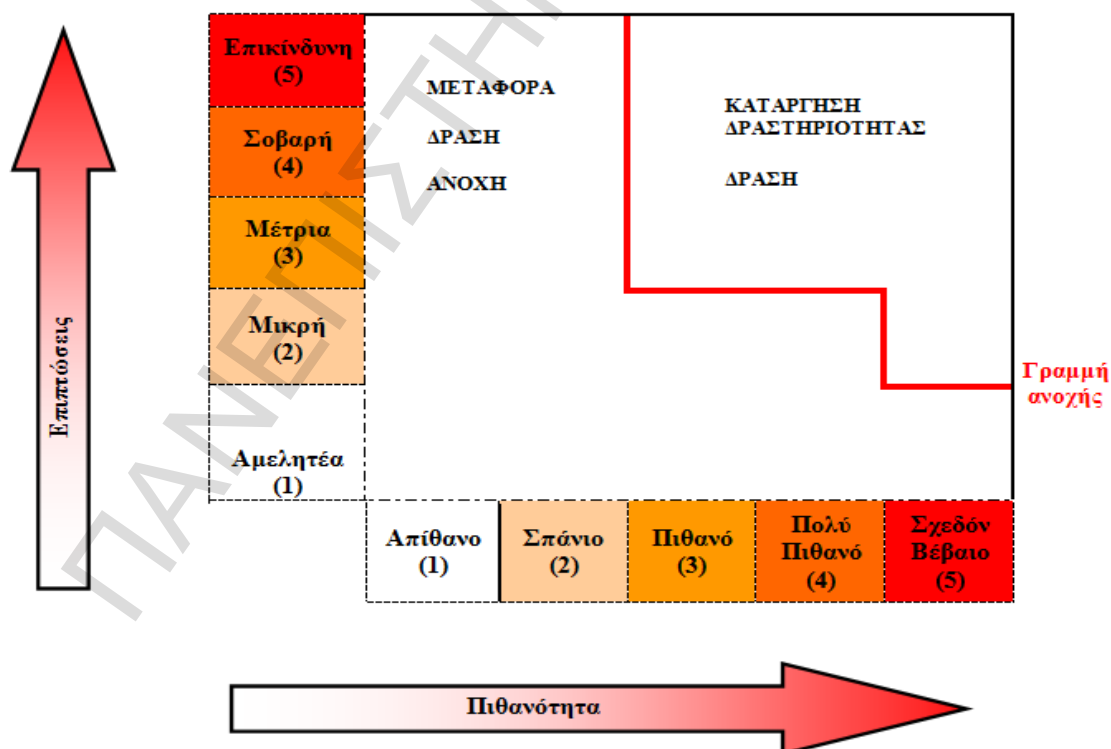 Επικίνδυνη
(5)
ΜΕΤΑΦΟΡΑ
ΔΡΑΣΗ
ΑΝΟΧΗ
ΚΑΤΑΡΓΗΣΗ
ΔΡΑΣΤΗΡΙΟΤΗΤΑΣ
ΔΡΑΣΗ
Σοβαρή
(4)
Μέτρια
(3)
Μικρή
(2)
Αμελητέα
(1)
Επιπτώσεις
Γραμμή
ανοχής
Απίθανο
(1)
Σπάνιο
(2)
Πιθανό
(3)
Πολύ
Πιθανό
(4)
Σχεδόν
Βέβαιο
(5)
Πιθανότητα
ΠΑΝΕΠΙΣΤΗ